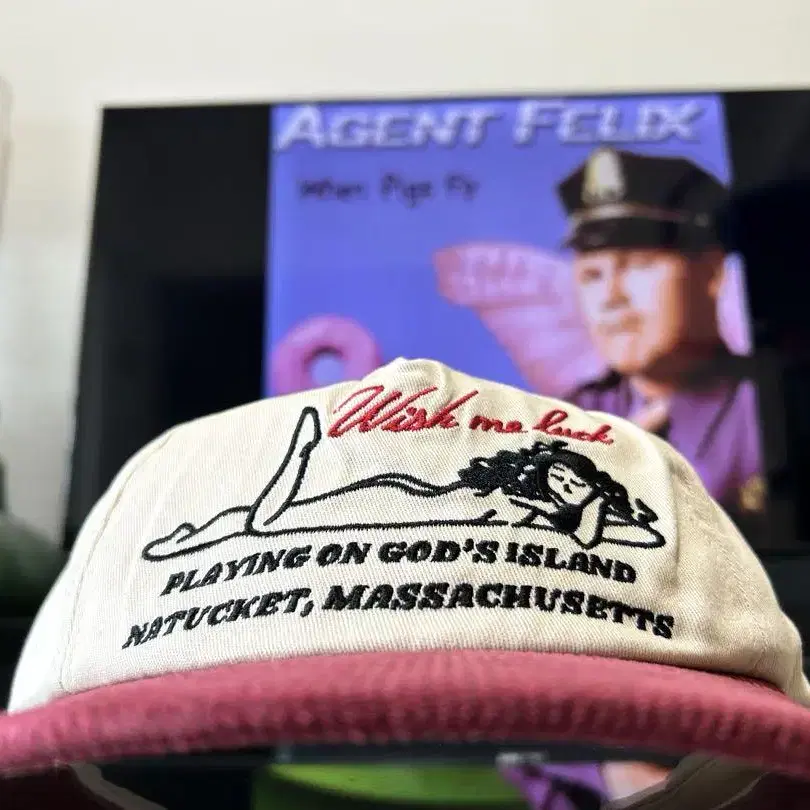 AGENT FELIX
When Pigs Fly
Wish me luck
PLAYING ON GOD'S ISLAND
NATUCKET, MASSACHUSETTS